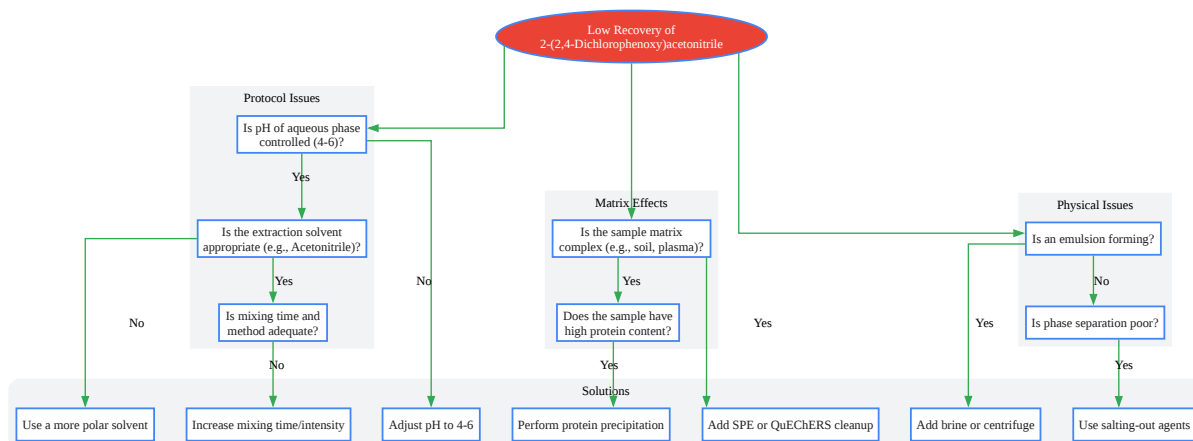 Low Recovery of
2-(2,4-Dichlorophenoxy)acetonitrile
Protocol Issues
Is pH of aqueous phase
controlled (4-6)?
Yes
Is the extraction solvent
appropriate (e.g., Acetonitrile)?
Yes
No
Is mixing time and
method adequate?
No
No
Matrix Effects
Is the sample matrix
complex (e.g., soil, plasma)?
Yes
Does the sample have
high protein content?
Yes
Yes
Physical Issues
Is an emulsion forming?
No
Yes
Is phase separation poor?
Yes
Solutions
Use a more polar solvent
Increase mixing time/intensity
Adjust pH to 4-6
Perform protein precipitation
Add SPE or QuEChERS cleanup
Add brine or centrifuge
Use salting-out agents